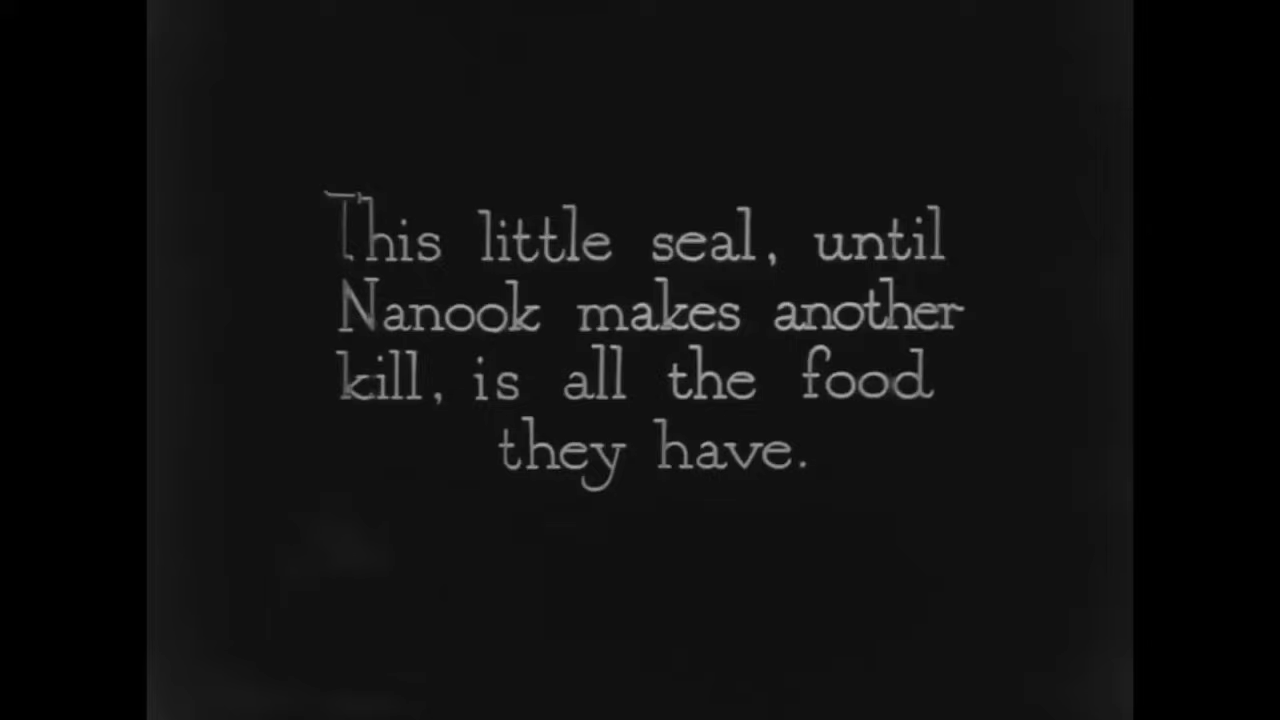 This little seal, until
Nanook makes another
kill, is all the food
they have.